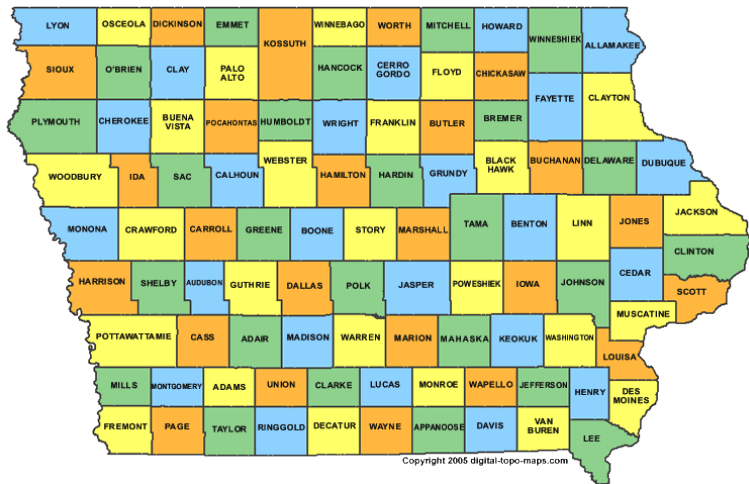 LYON
OSCEOLA
DICKINSON
EMMET
KOSSUTH
WINNEBAGO
WORTH
MITCHELL
HOWARD
WINNESHIEK
ALLAMAKEE
SIOUX
O'BRIEN
CLAY
PALO
ALTO
HANCOCK
CERRO
GORDO
FLOYD
CHICKASAW
FAYETTE
CLAYTON
PLYMOUTH
CHEROKEE
BUENA
VISTA
POCAHONTAS
HUMBOLDT
WRIGHT
FRANKLIN
BUTLER
BREMER
WOODBURY
IDA
SAC
CALHOUN
WEBSTER
HAMILTON
HARDIN
GRUNDY
BLACK
HAWK
BUCHANAN
DELAWARE
DUBUQUE
MONONA
CRAWFORD
CARROLL
GREENE
BOONE
STORY
MARSHALL
TAMA
BENTON
LINN
JONES
JACKSON
HARRISON
SHELBY
AUDUBON
GUTHRIE
DALLAS
POLK
JASPER
POWESHIEK
IOWA
JOHNSON
CEDAR
CLINTON
SCOTT
MUSCATINE
POTTAWATTAMIE
CASS
ADAIR
MADISON
WARREN
MARION
MAHASKA
KEOKUK
WASHINGTON
LOUISA
MILLS
MONTGOMERY
ADAMS
UNION
CLARKE
LUCAS
MONROE
WAPELLO
JEFFERSON
HENRY
DES
MOINES
FREMONT
PAGE
TAYLOR
RINGGOLD
DECATUR
WAYNE
APPANOOSE
DAVIS
VAN
BUREN
LEE
Copyright 2005 digital-topo-maps.com